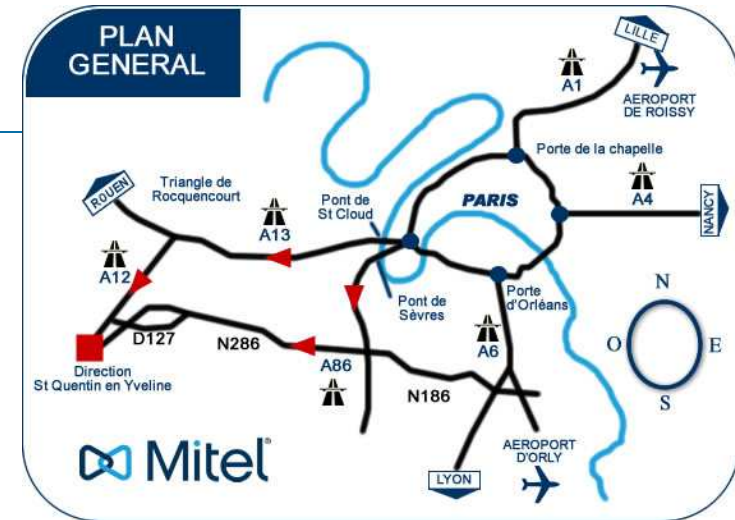 PLAN
GENERAL
LILLE
A1
AEROPORT
DE ROISSY
Porte de la chapelle
ROUEN
Triangle de
Rocquencourt
Pont de
St Cloud
PARIS
A4
NANCY
A13
A12
Pont de
Sèvres
Porte
d'Orléans
N
O
E
S
D127
N286
A86
A6
N186
Direction
St Quentin en Yveline
Mitel®
LYON
AEROPORT
D'ORLY